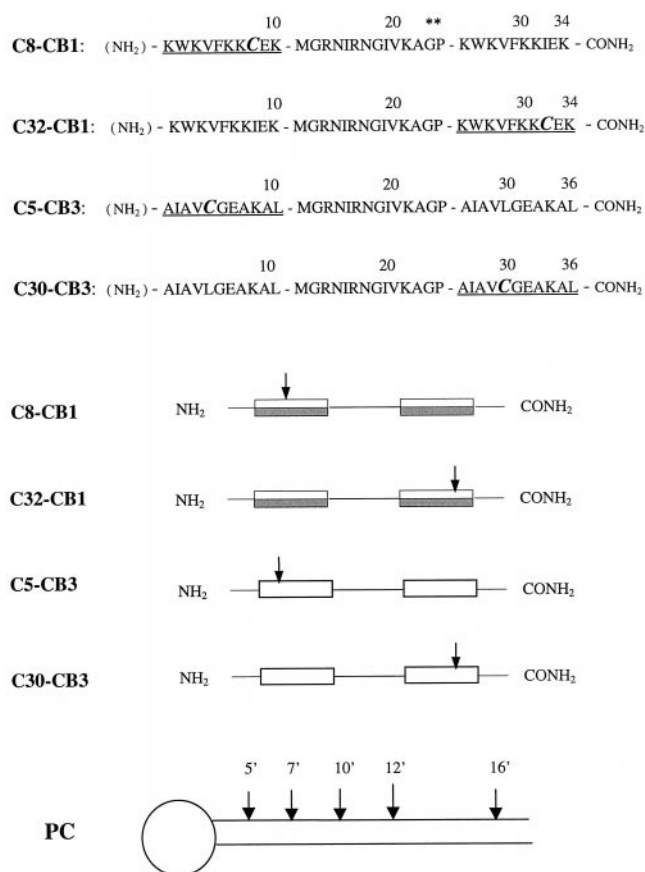 10 20 ** 30 34
C8-CB1: (NH₂) - KWKVFKKCEK - MGRNIRNGIVKAGP - KWKVFKKIEK - CONH₂
10 20 30 34
C32-CB1: (NH₂) - KWKVFKKIEK - MGRNIRNGIVKAGP - KWKVFKKCEK - CONH₂
10 20 30 36
C5-CB3: (NH₂) - AIAVCGEAKAL - MGRNIRNGIVKAGP - AIAVLGEAKAL - CONH₂
10 20 30 36
C30-CB3: (NH₂) - AIAVLGEAKAL - MGRNIRNGIVKAGP - AIAVCGEAKAL - CONH₂
C8-CB1 NH₂ CONH₂
C32-CB1 NH₂ CONH₂
C5-CB3 NH₂ CONH₂
C30-CB3 NH₂ CONH₂
5' 7' 10' 12' 16'
PC